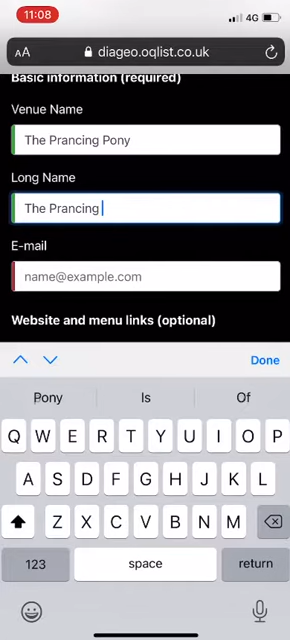 11:08
4G
AA diageo.oqlist.co.uk
Basic information (required)
Venue Name
The Prancing Pony
Long Name
The Prancing
E-mail
name@example.com
Website and menu links (optional)
Done
Pony Is Of
Q W E R T Y U I O P
A S D F G H J K L
Z X C V B N M
123 space return